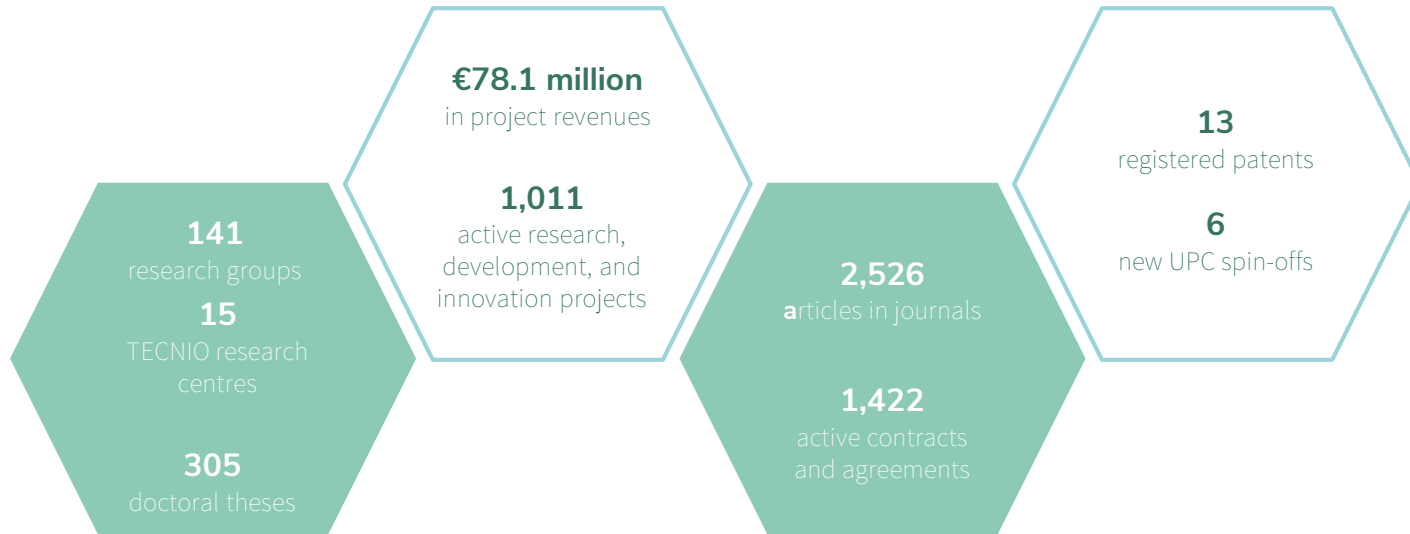 141
research groups
15
TECNIO research
centres
305
doctoral theses
€78.1 million
in project revenues
1,011
active research,
development, and
innovation projects
2,526
articles in journals
1,422
active contracts
and agreements
13
registered patents
6
new UPC spin-offs